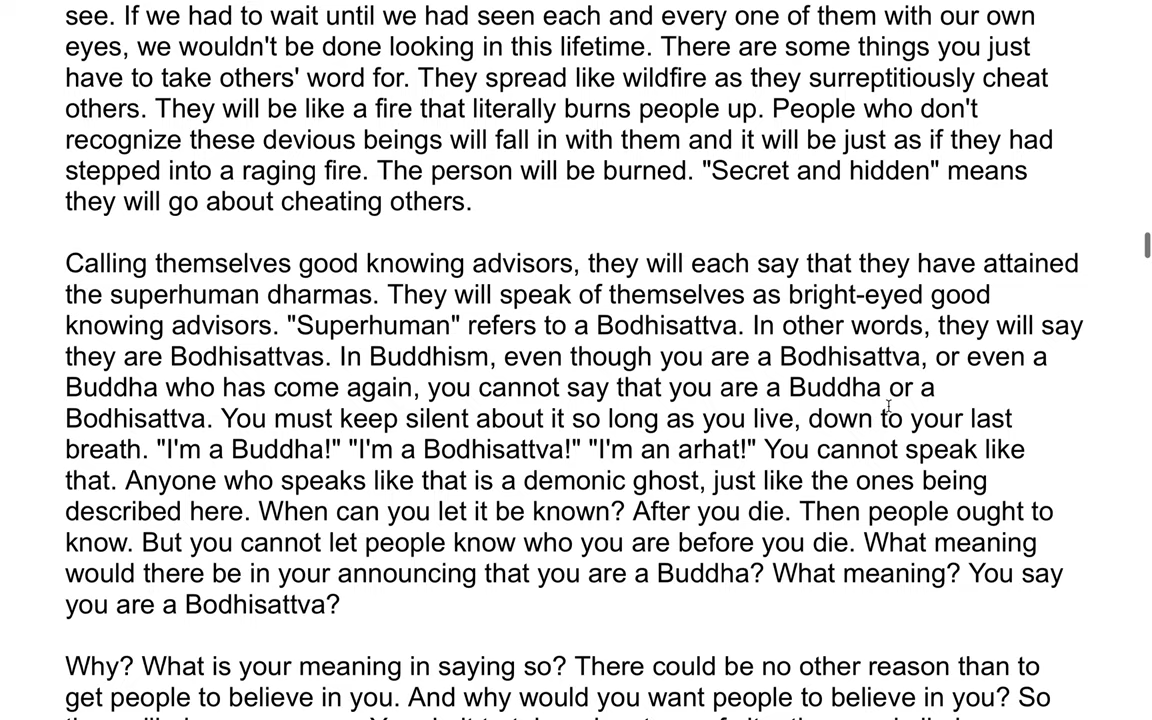 see. If we had to wait until we had seen each and every one of them with our own
eyes, we wouldn't be done looking in this lifetime. There are some things you just
have to take others' word for. They spread like wildfire as they surreptitiously cheat
others. They will be like a fire that literally burns people up. People who don't
recognize these devious beings will fall in with them and it will be just as if they had
stepped into a raging fire. The person will be burned. "Secret and hidden" means
they will go about cheating others.
Calling themselves good knowing advisors, they will each say that they have attained
the superhuman dharmas. They will speak of themselves as bright-eyed good
knowing advisors. "Superhuman" refers to a Bodhisattva. In other words, they will say
they are Bodhisattvas. In Buddhism, even though you are a Bodhisattva, or even a
Buddha who has come again, you cannot say that you are a Buddha or a
Bodhisattva. You must keep silent about it so long as you live, down to your last
breath. "I'm a Buddha!" "I'm a Bodhisattva!" "I'm an arhat!" You cannot speak like
that. Anyone who speaks like that is a demonic ghost, just like the ones being
described here. When can you let it be known? After you die. Then people ought to
know. But you cannot let people know who you are before you die. What meaning
would there be in your announcing that you are a Buddha? What meaning? You say
you are a Bodhisattva?
Why? What is your meaning in saying so? There could be no other reason than to
get people to believe in you. And why would you want people to believe in you? So